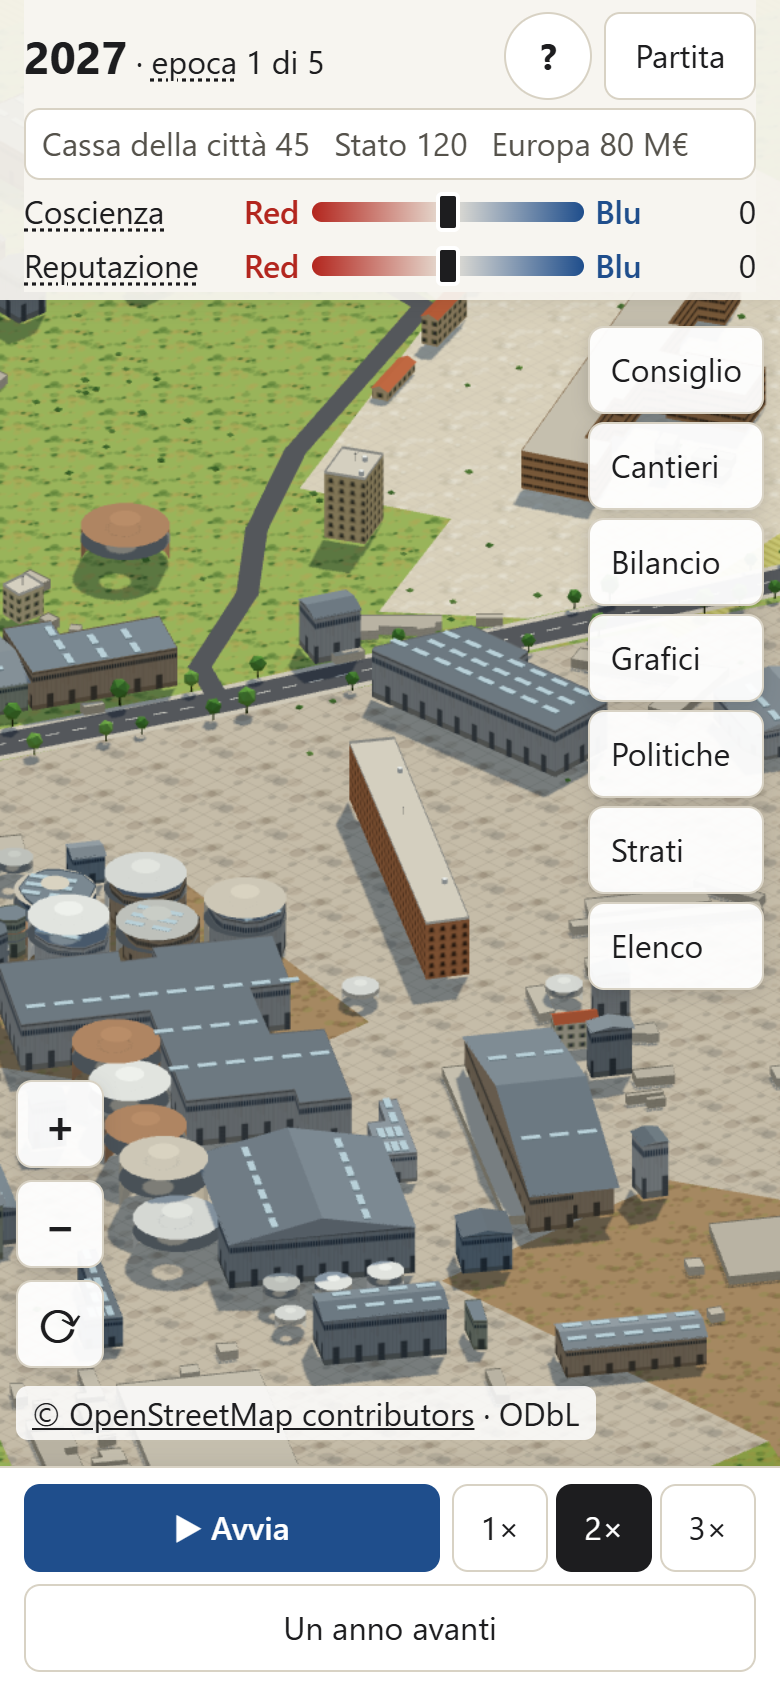 2027 · epoca 1 di 5
?
Partita
Cassa della città 45 Stato 120 Europa 80 M€
Coscienza Red Blu 0
Reputazione Red Blu 0
Consiglio
Cantieri
Bilancio
Grafici
Politiche
Strati
Elenco
+
−
© OpenStreetMap contributors · ODbL
▶ Avvia 1× 2× 3×
Un anno avanti